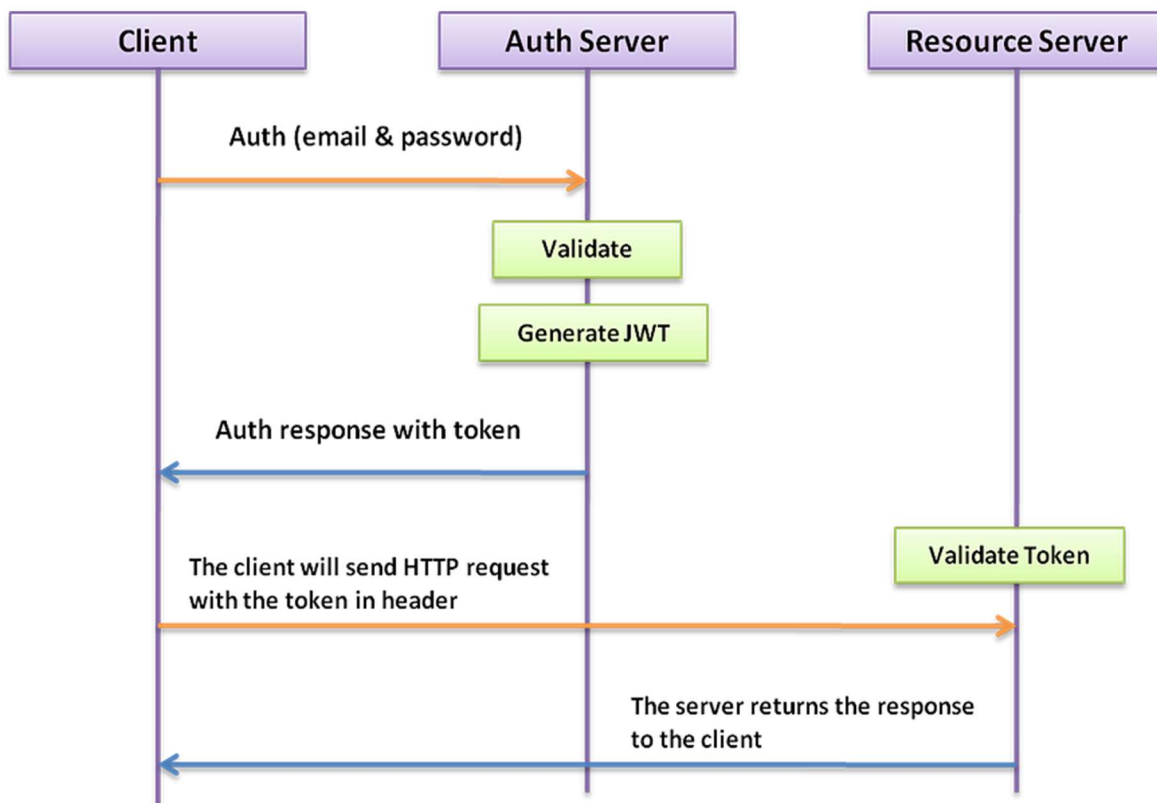 Client
Auth Server
Resource Server
Auth (email & password)
Validate
Generate JWT
Auth response with token
Validate Token
The client will send HTTP request
with the token in header
The server returns the response
to the client